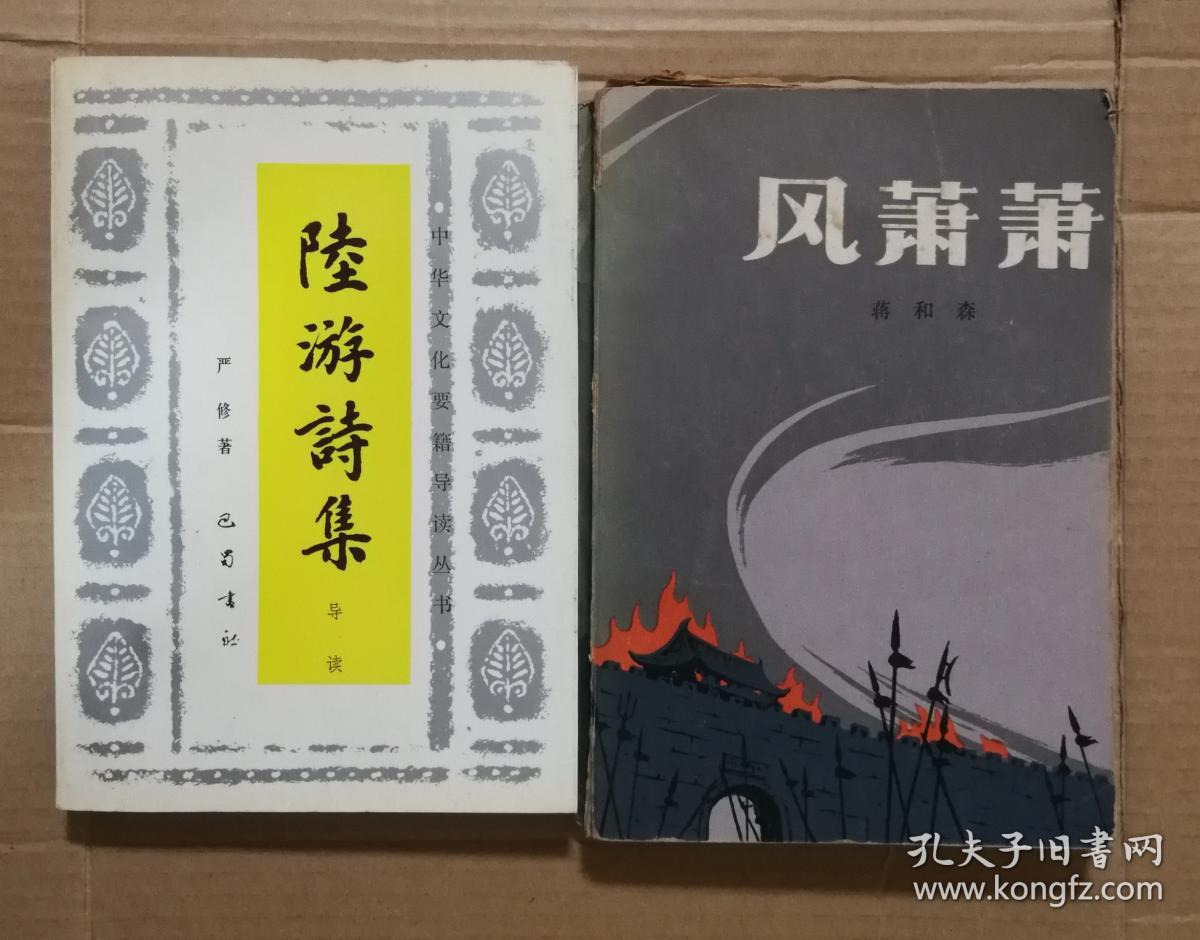 ·中华文化要籍导读丛书·
陸游詩集
导读
严修著 巴蜀书社
风萧萧
蒋和森
孔夫子旧書网
www.kongfz.com